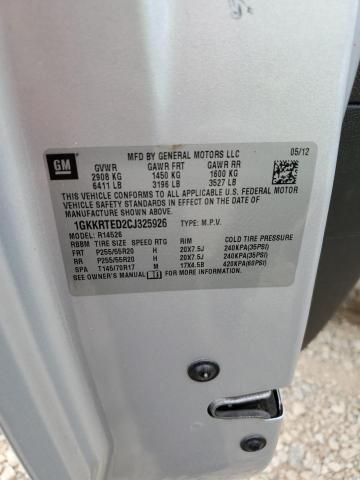 GM
MFD BY GENERAL MOTORS LLC 05/12
GVWR GAWR FRT GAWR RR
2908 KG 1450 KG 1600 KG
6411 LB 3196 LB 3527 LB
THIS VEHICLE CONFORMS TO ALL APPLICABLE U.S. FEDERAL MOTOR
VEHICLE SAFETY AND THEFT PREVENTION STANDARDS IN EFFECT ON THE DATE OF
MANUFACTURE SHOWN ABOVE.
1GKKRTED2CJ325926 TYPE: M.P.V.
MODEL: R14526
RBBM TIRE SIZE SPEED RTG RIM COLD TIRE PRESSURE
FRT P255/55R20 H 20X7.5J 240KPA(35PSI)
RR P255/55R20 H 20X7.5J 240KPA(35PSI)
SPA T145/70R17 M 17X4.5B 420KPA(60PSI)
SEE OWNER'S MANUAL